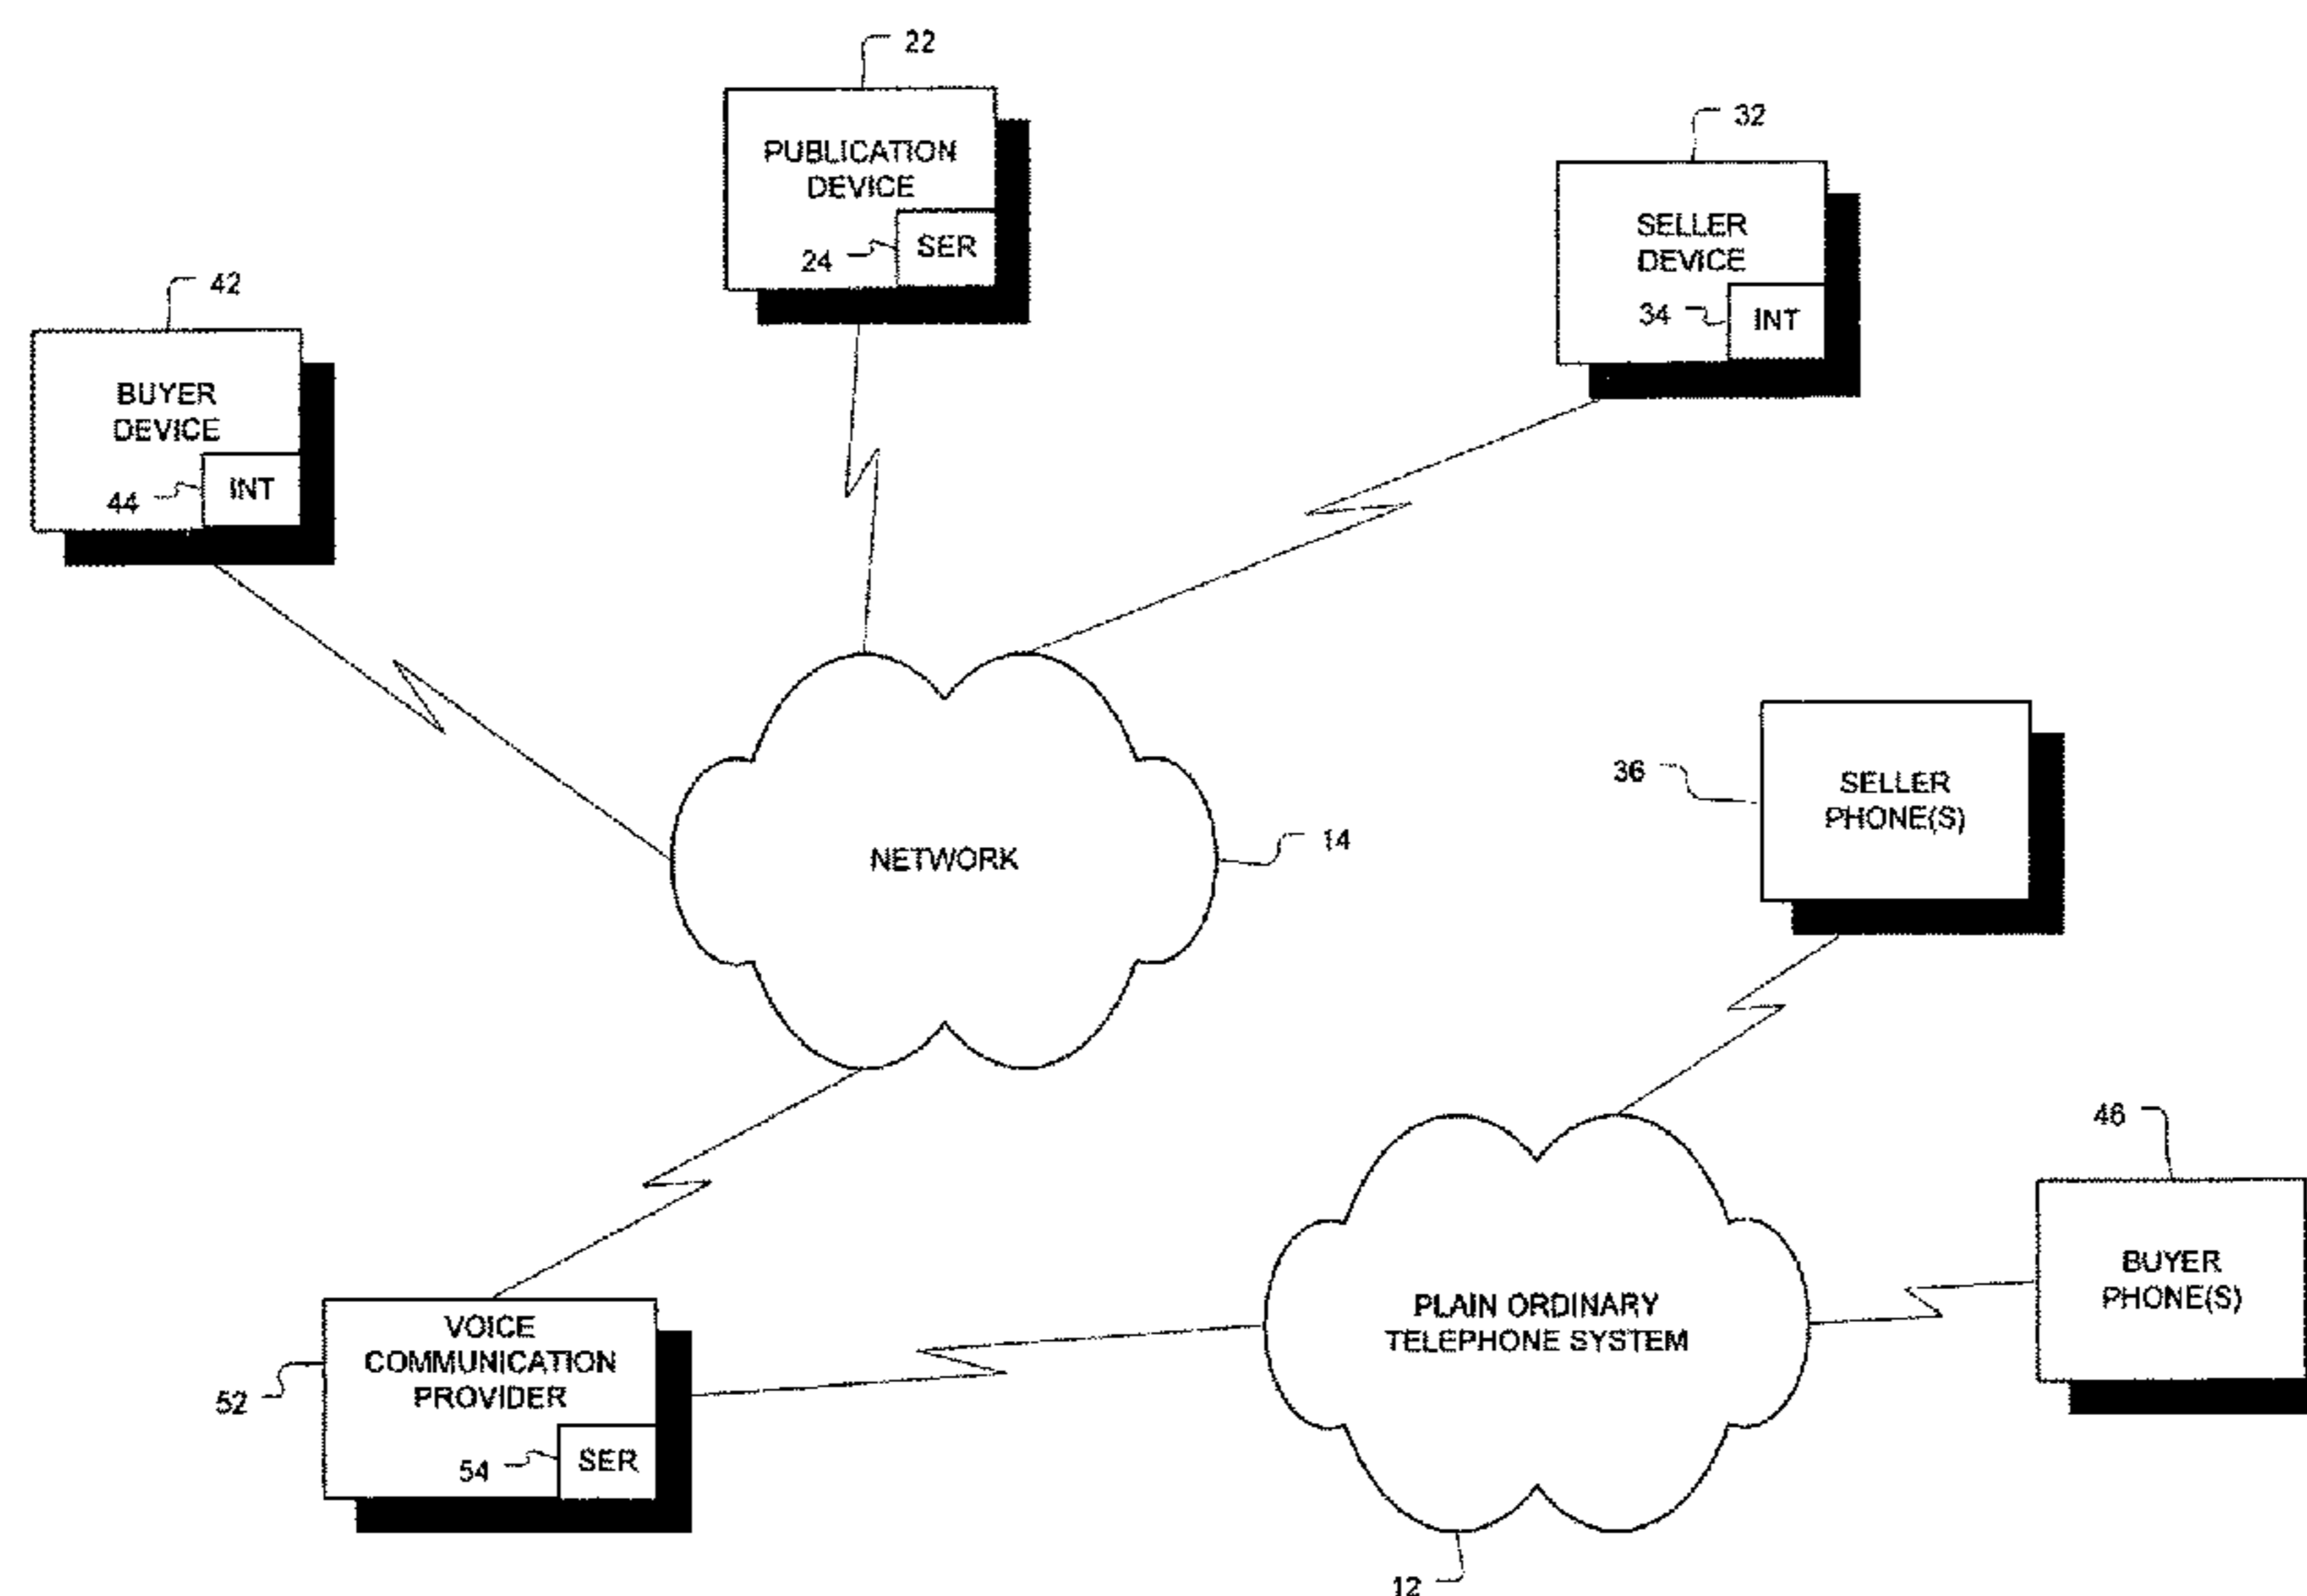 22
PUBLICATION
DEVICE
24
SER
32
SELLER
DEVICE
34
INT
42
BUYER
DEVICE
44
INT
NETWORK
14
36
SELLER
PHONE(S)
46
BUYER
PHONE(S)
VOICE
COMMUNICATION
PROVIDER
52
54
SER
PLAIN ORDINARY
TELEPHONE SYSTEM
12